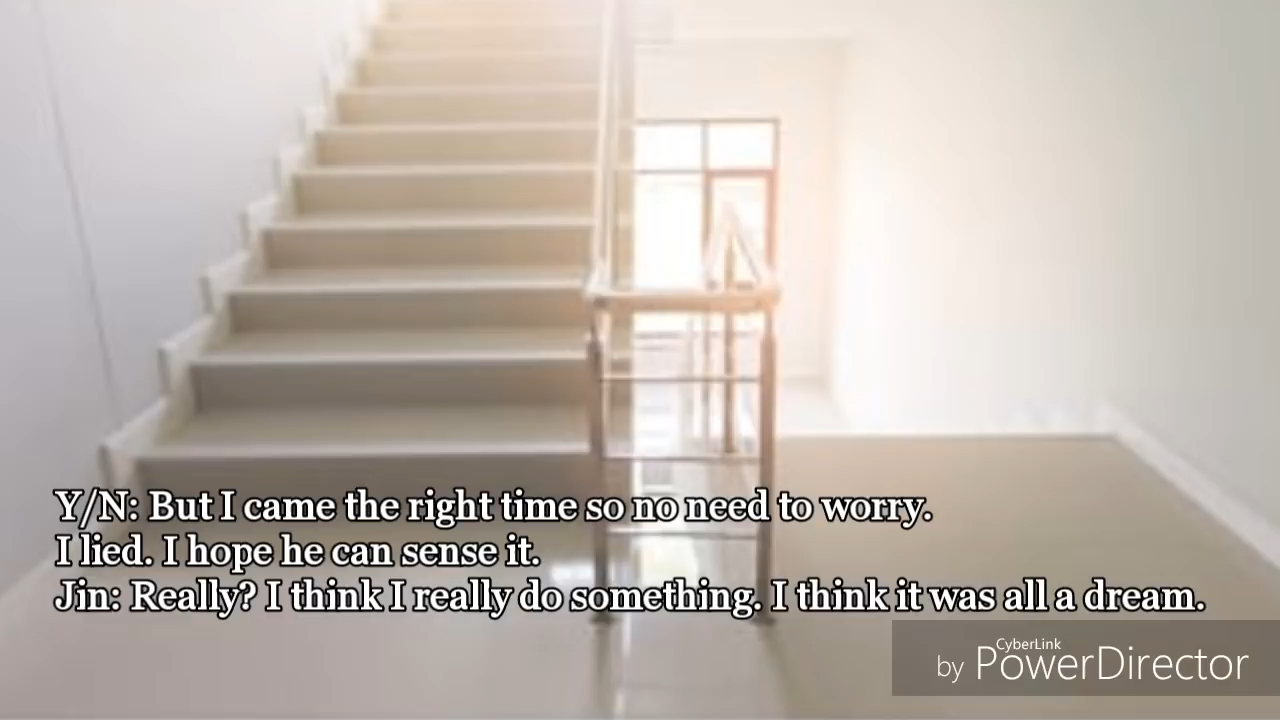 Y/N: But I came the right time so no need to worry.
I lied. I hope he can sense it.
Jin: Really? I think I really do something. I think it was all a dream.
CyberLink
by PowerDirector